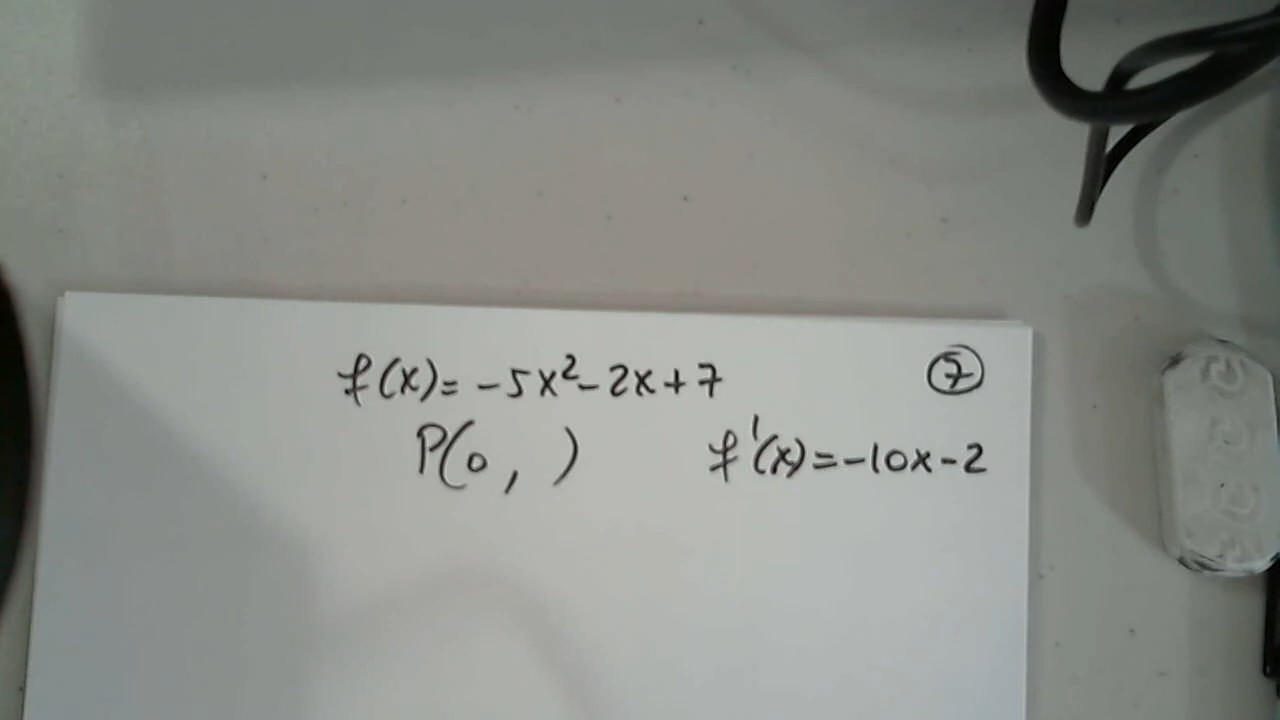 f(x)= -5x²-2x+7 ⑦
P(0, ) f'(x)=-10x-2